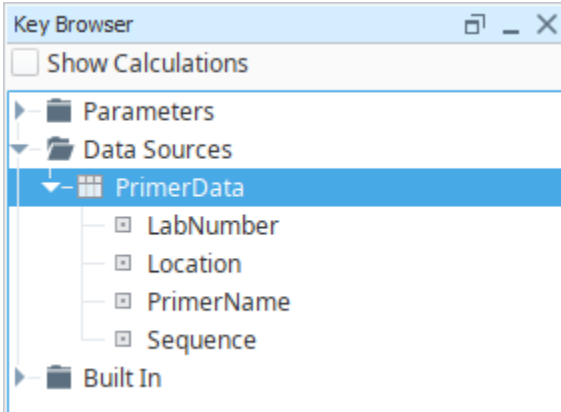 Key Browser
Show Calculations
Parameters
Data Sources
PrimerData
LabNumber
Location
PrimerName
Sequence
Built In